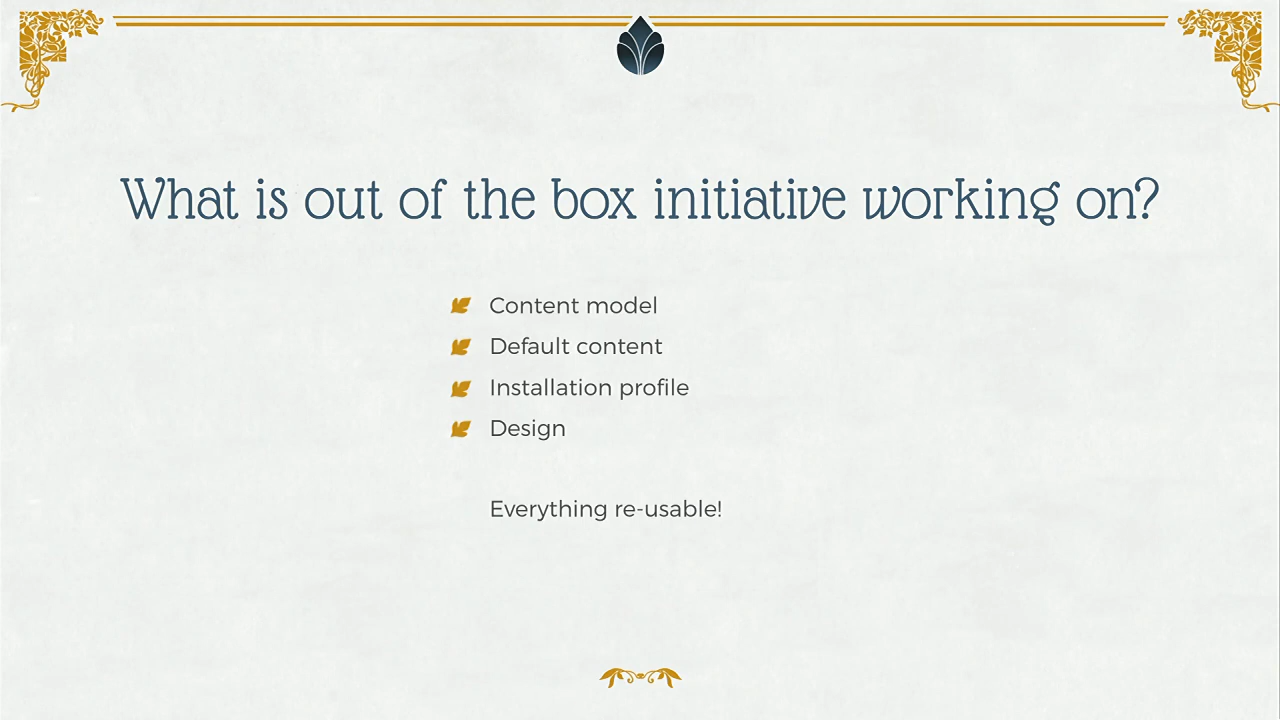 What is out of the box initiative working on?
Content model
Default content
Installation profile
Design
Everything re-usable!